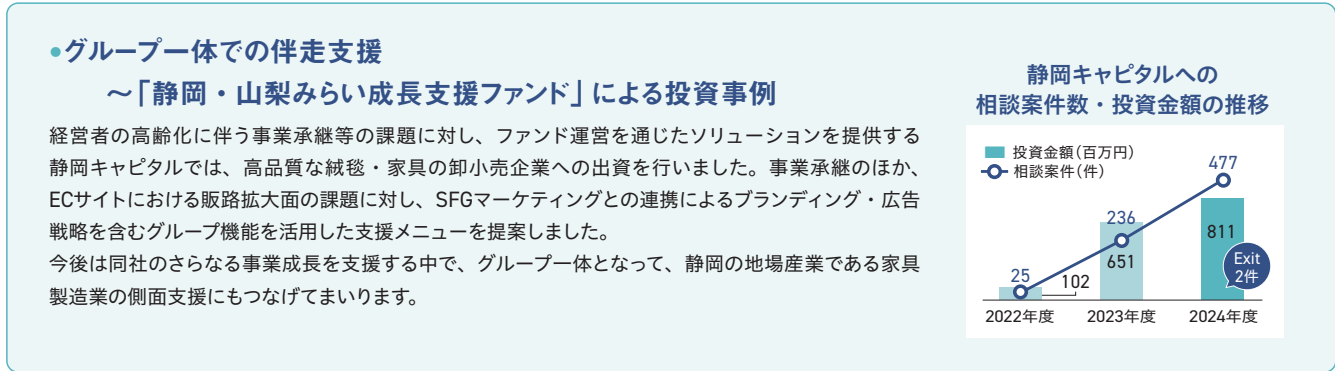 •グループ一体での伴走支援
～「静岡・山梨みらい成長支援ファンド」による投資事例
経営者の高齢化に伴う事業承継等の課題に対し、ファンド運営を通じたソリューションを提供する
静岡キャピタルでは、高品質な絨毯・家具の卸小売企業への出資を行いました。事業承継のほか、
ECサイトにおける販路拡大面の課題に対し、SFGマーケティングとの連携によるブランディング・広告
戦略を含むグループ機能を活用した支援メニューを提案しました。
今後は同社のさらなる事業成長を支援する中で、グループ一体となって、静岡の地場産業である家具
製造業の側面支援にもつなげてまいります。
静岡キャピタルへの
相談案件数・投資金額の推移
投資金額(百万円)
相談案件(件)
477
236
25
811
651
102
Exit
2件
2022年度 2023年度 2024年度